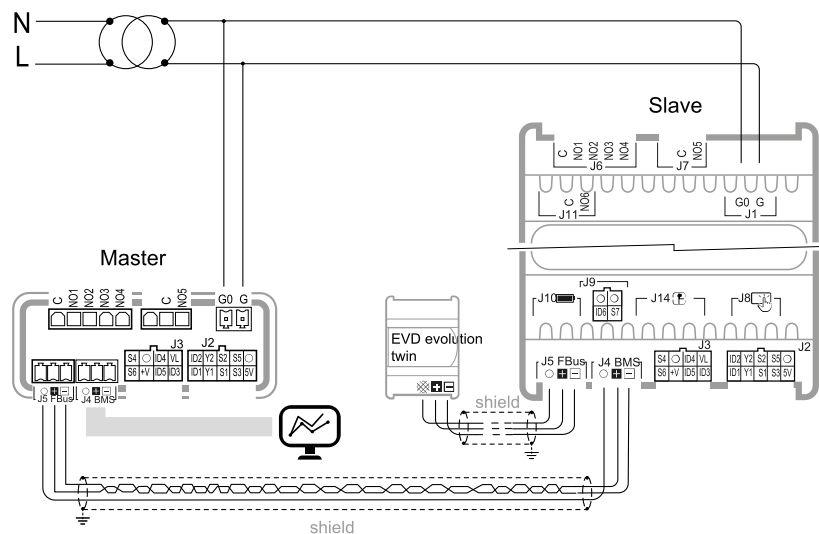 N
L
Slave
C NO1 NO2 NO3 NO4
J6
C NO5
J7
C NO6
J11
G0 G
J1
Master
C NO1 NO2 NO3 NO4
C NO5
G0 G
J10
J9
ID6 S7
J14
J8
J3
J2
S4 ID4 VL
S6 +V ID5 ID3
ID2 Y2 S2 S5
ID1 Y1 S1 S3 5V
J5 FBus
J4 BMS
EVD evolution
twin
J5 FBus
J4 BMS
J3
J2
S4 ID4 VL
S6 +V ID5 ID3
ID2 Y2 S2 S5
ID1 Y1 S1 S3 5V
shield
shield